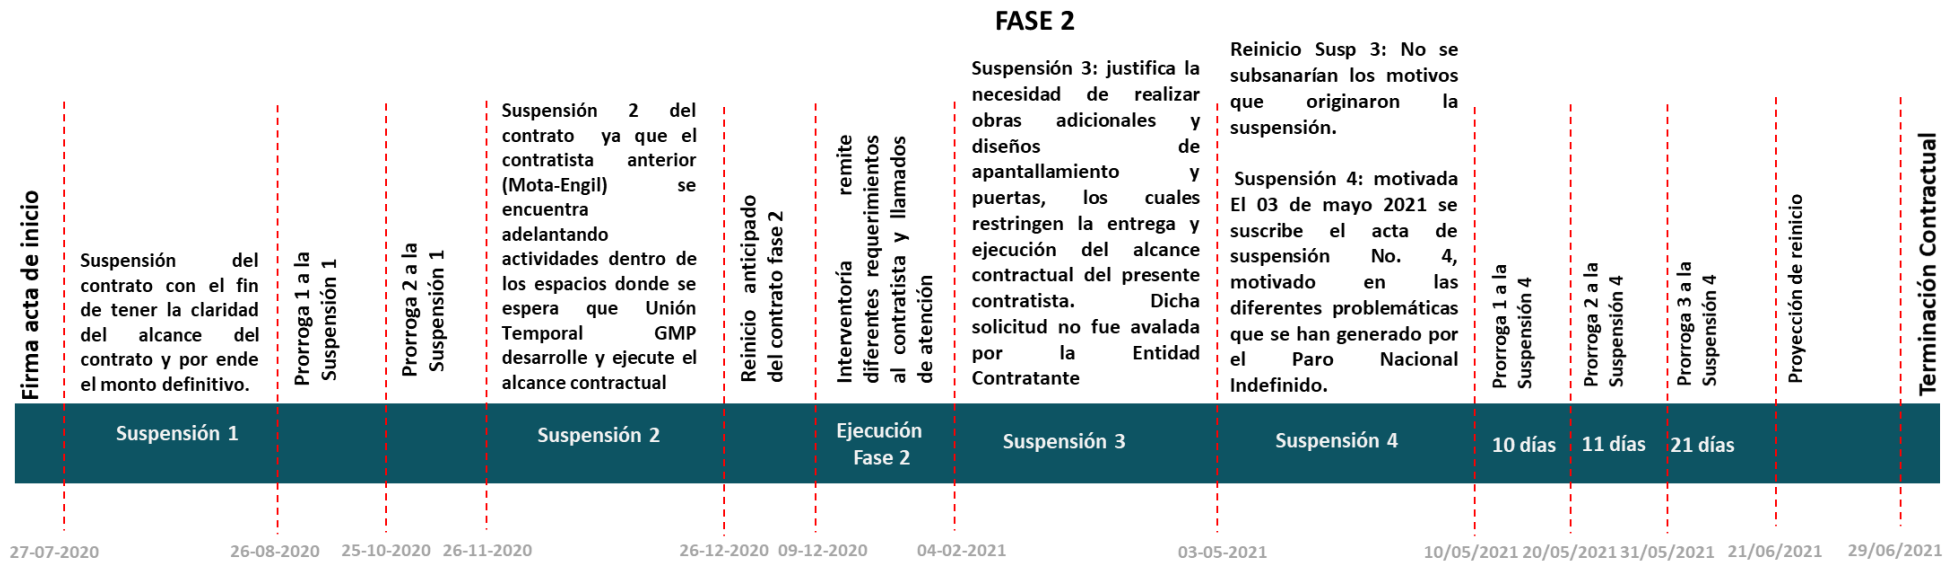 FASE 2
Firma acta de inicio
Suspensión del
contrato con el fin
de tener la claridad
del alcance del
contrato y por ende
el monto definitivo.
Prorroga 1 a la
Suspensión 1
Prorroga 2 a la
Suspensión 1
Suspensión 2 del
contrato ya que el
contratista anterior
(Mota-Engil) se
encuentra
adelantando
actividades dentro de
los espacios donde se
espera que Unión
Temporal GMP
desarrolle y ejecute el
alcance contractual
Reinicio anticipado
del contrato fase 2
Interventoría remite
diferentes requerimientos
al contratista y llamados
de atención
Suspensión 3: justifica la
necesidad de realizar
obras adicionales y
diseños de
apantallamiento y
puertas, los cuales
restringen la entrega y
ejecución del alcance
contractual del presente
contratista. Dicha
solicitud no fue avalada
por la Entidad
Contratante
Reinicio Susp 3: No se
subsanarían los motivos
que originaron la
suspensión.
Suspensión 4: motivada
El 03 de mayo 2021 se
suscribe el acta de
suspensión No. 4,
motivado en las
diferentes problemáticas
que se han generado por
el Paro Nacional
Indefinido.
Prorroga 1 a la
Suspensión 4
Prorroga 2 a la
Suspensión 4
Prorroga 3 a la
Suspensión 4
Proyección de reinicio
Terminación Contractual
Suspensión 1
Suspensión 2
Ejecución
Fase 2
Suspensión 3
Suspensión 4
10 días
11 días
21 días
27-07-2020
26-08-2020
25-10-2020
26-11-2020
26-12-2020
09-12-2020
04-02-2021
03-05-2021
10/05/2021
20/05/2021
31/05/2021
21/06/2021
29/06/2021